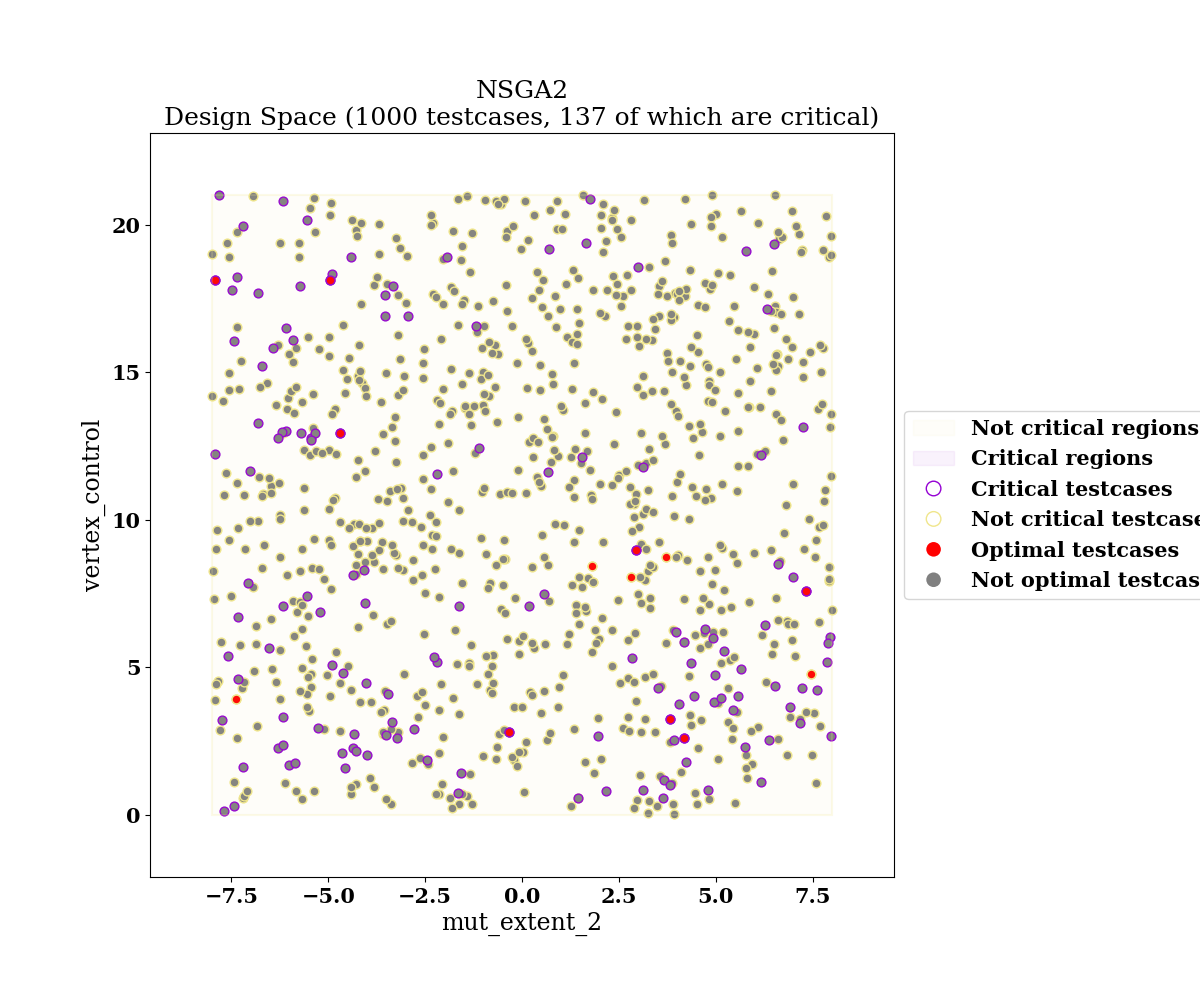 NSGA2
Design Space (1000 testcases, 137 of which are critical)
20
15
10
5
0
vertex_control
−7.5 −5.0 −2.5 0.0 2.5 5.0 7.5
mut_extent_2
Not critical regions
Critical regions
Critical testcases
Not critical testcase
Optimal testcases
Not optimal testcas